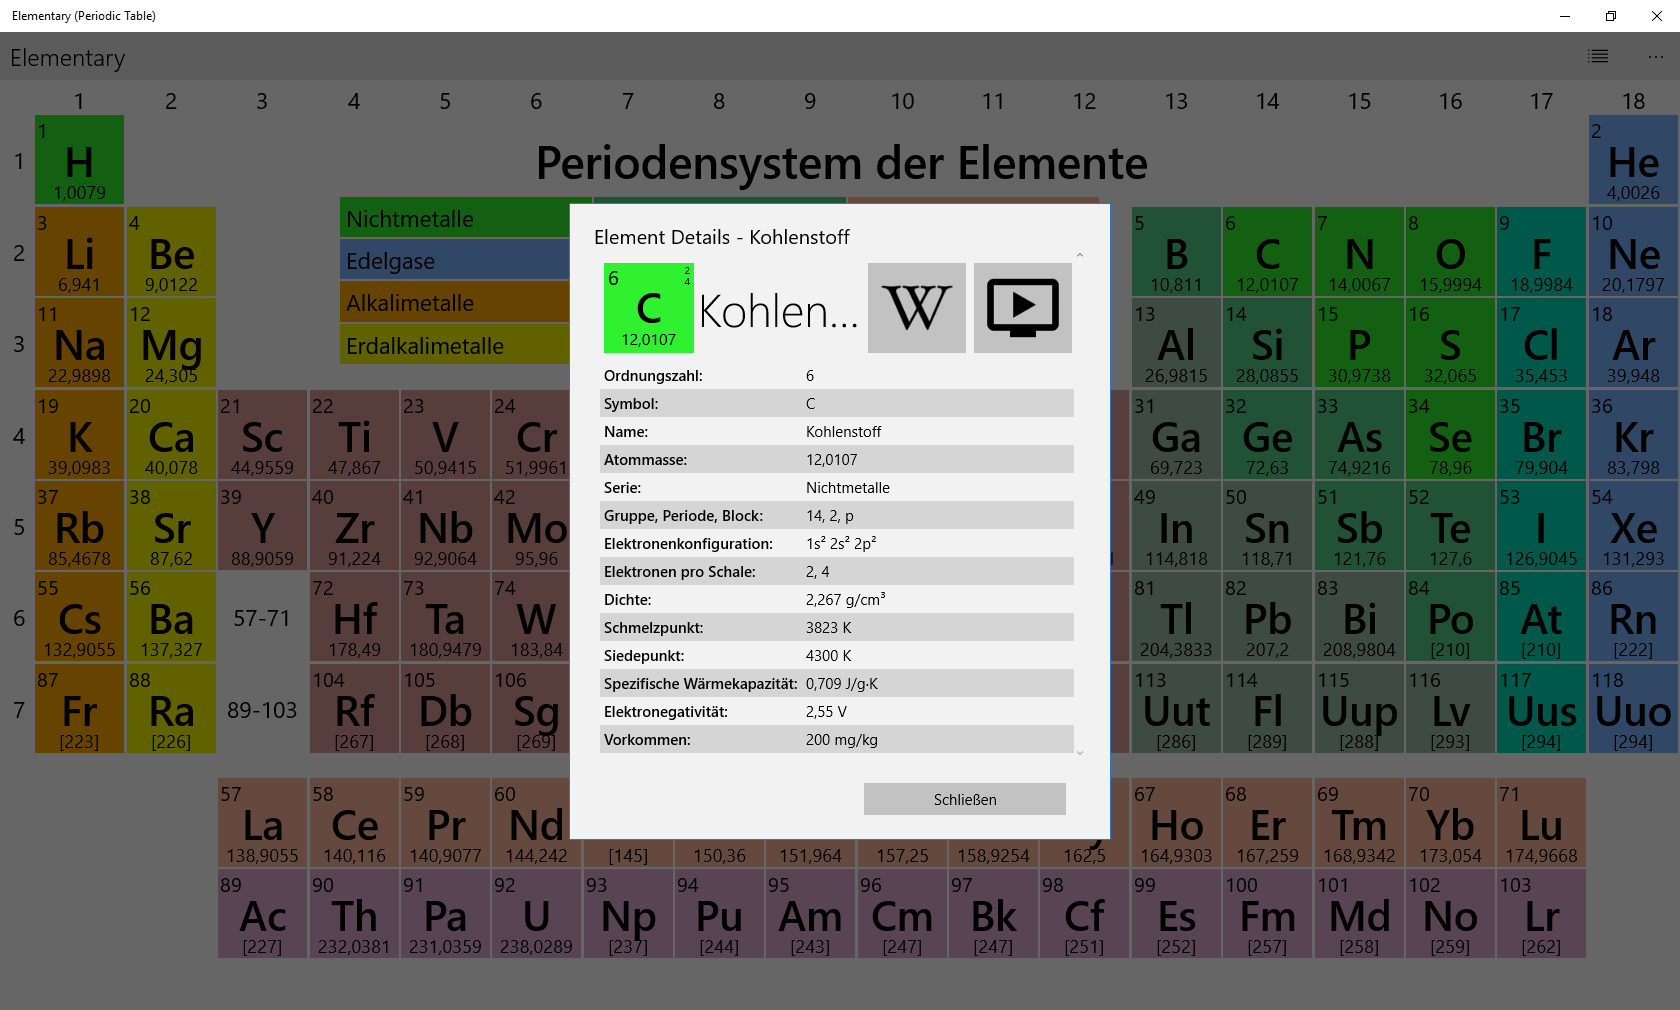 Elementary (Periodic Table)
Elementary
1 2 3 4 5 6 7 8 9 10 11 12 13 14 15 16 17 18
1
1 H 1,0079
Periodensystem der Elemente
2 He 4,0026
Nichtmetalle
Edelgase
Alkalimetalle
Erdalkalimetalle
2
3 Li 6,941
4 Be 9,0122
5 B 10,811
6 C 12,0107
7 N 14,0067
8 O 15,9994
9 F 18,9984
10 Ne 20,1797
3
11 Na 22,9898
12 Mg 24,305
13 Al 26,9815
14 Si 28,0855
15 P 30,9738
16 S 32,065
17 Cl 35,453
18 Ar 39,948
4
19 K 39,0983
20 Ca 40,078
21 Sc 44,9559
22 Ti 47,867
23 V 50,9415
24 Cr 51,9961
31 Ga 69,723
32 Ge 72,63
33 As 74,9216
34 Se 78,96
35 Br 79,904
36 Kr 83,798
5
37 Rb 85,4678
38 Sr 87,62
39 Y 88,9059
40 Zr 91,224
41 Nb 92,9064
42 Mo 95,96
49 In 114,818
50 Sn 118,71
51 Sb 121,76
52 Te 127,6
53 I 126,9045
54 Xe 131,293
6
55 Cs 132,9055
56 Ba 137,327
57-71
72 Hf 178,49
73 Ta 180,9479
74 W 183,84
81 Tl 204,3833
82 Pb 207,2
83 Bi 208,9804
84 Po [210]
85 At [210]
86 Rn [222]
7
87 Fr [223]
88 Ra [226]
89-103
104 Rf [267]
105 Db [268]
106 Sg [269]
113 Uut [286]
114 Fl [289]
115 Uup [288]
116 Lv [293]
117 Uus [294]
118 Uuo [294]
57 La 138,9055
58 Ce 140,116
59 Pr 140,9077
60 Nd 144,242
[145]
150,36
151,964
157,25
158,9254
162,5
67 Ho 164,9303
68 Er 167,259
69 Tm 168,9342
70 Yb 173,054
71 Lu 174,9668
89 Ac [227]
90 Th 232,0381
91 Pa 231,0359
92 U 238,0289
93 Np [237]
94 Pu [244]
95 Am [243]
96 Cm [247]
97 Bk [247]
98 Cf [251]
99 Es [252]
100 Fm [257]
101 Md [258]
102 No [259]
103 Lr [262]
Element Details - Kohlenstoff
6 2 4 C 12,0107
Kohlen...
W
Ordnungszahl: 6
Symbol: C
Name: Kohlenstoff
Atommasse: 12,0107
Serie: Nichtmetalle
Gruppe, Periode, Block: 14, 2, p
Elektronenkonfiguration: 1s² 2s² 2p²
Elektronen pro Schale: 2, 4
Dichte: 2,267 g/cm³
Schmelzpunkt: 3823 K
Siedepunkt: 4300 K
Spezifische Wärmekapazität: 0,709 J/g·K
Elektronegativität: 2,55 V
Vorkommen: 200 mg/kg
Schließen